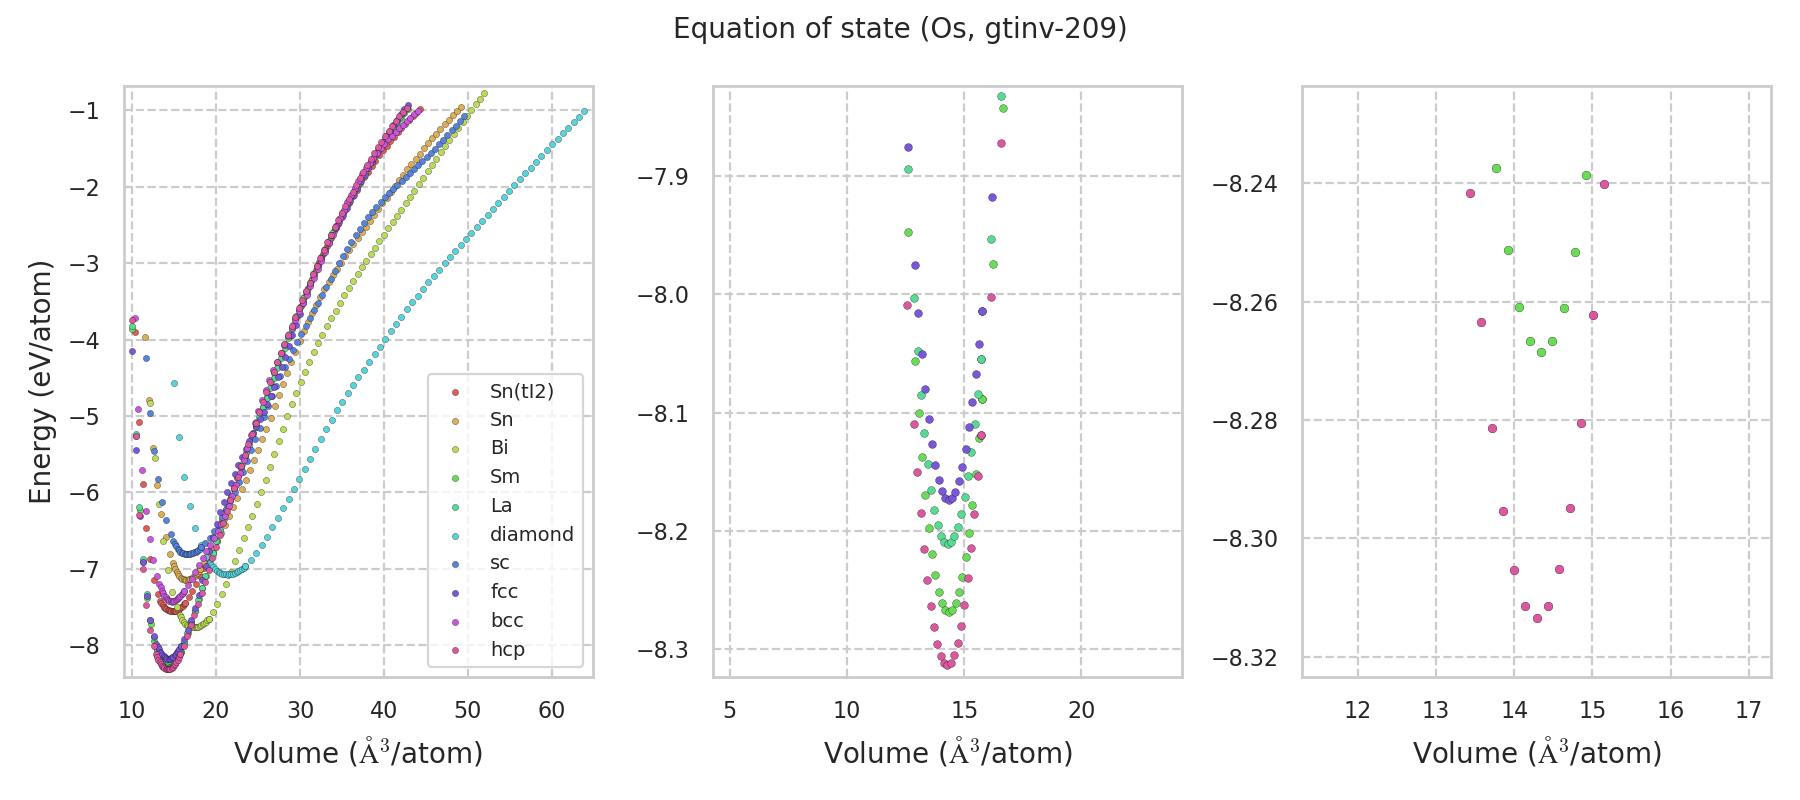 Equation of state (Os, gtinv-209)
Energy (eV/atom)
−1
−2
−3
−4
−5
−6
−7
−8
10 20 30 40 50 60
Volume (Å³/atom)
Sn(tI2)
Sn
Bi
Sm
La
diamond
sc
fcc
bcc
hcp
−7.9
−8.0
−8.1
−8.2
−8.3
5 10 15 20
Volume (Å³/atom)
−8.24
−8.26
−8.28
−8.30
−8.32
12 13 14 15 16 17
Volume (Å³/atom)